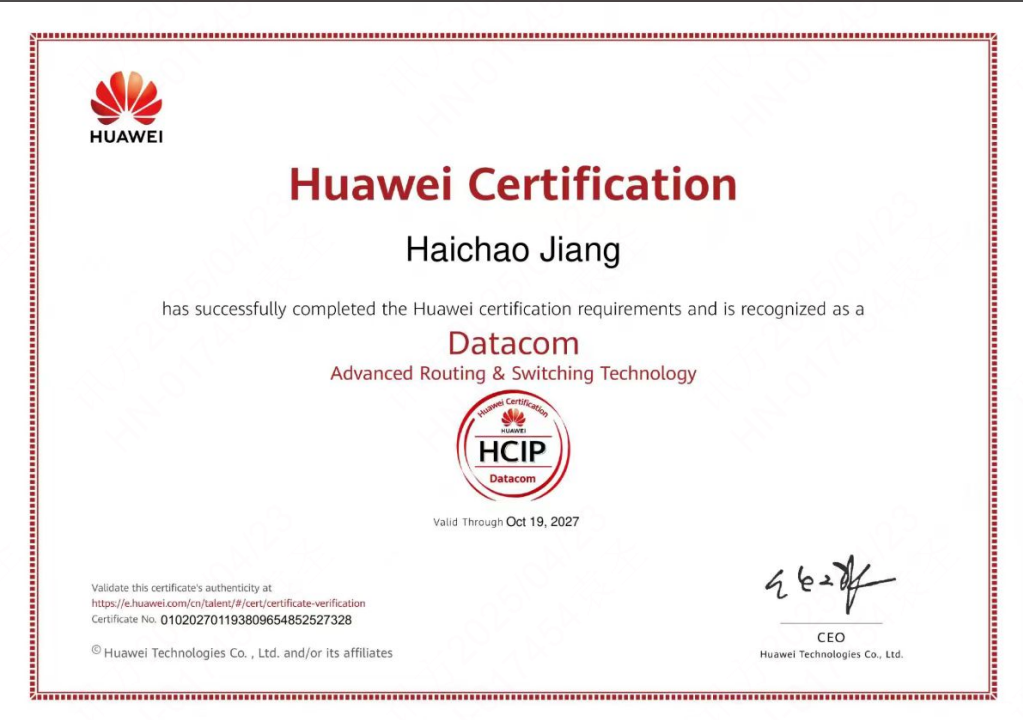 HUAWEI
Huawei Certification
Haichao Jiang
has successfully completed the Huawei certification requirements and is recognized as a
Datacom
Advanced Routing & Switching Technology
Huawei Certification
HUAWEI
HCIP
Datacom
Valid Through Oct 19, 2027
Validate this certificate's authenticity at
https://e.huawei.com/cn/talent/#/cert/certificate-verification
Certificate No. 010202701193809654852527328
© Huawei Technologies Co. , Ltd. and/or its affiliates
CEO
Huawei Technologies Co., Ltd.